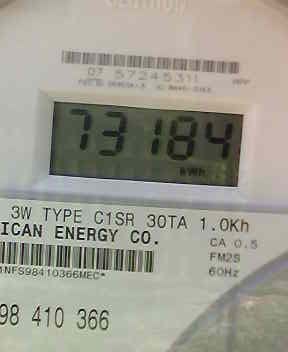 07 57245311
73184
kWh
3W TYPE C1SR 30TA 1.0Kh
ICAN ENERGY CO.
CA 0.5
FM2S
60Hz
1NFS98410366MEC*
98 410 366